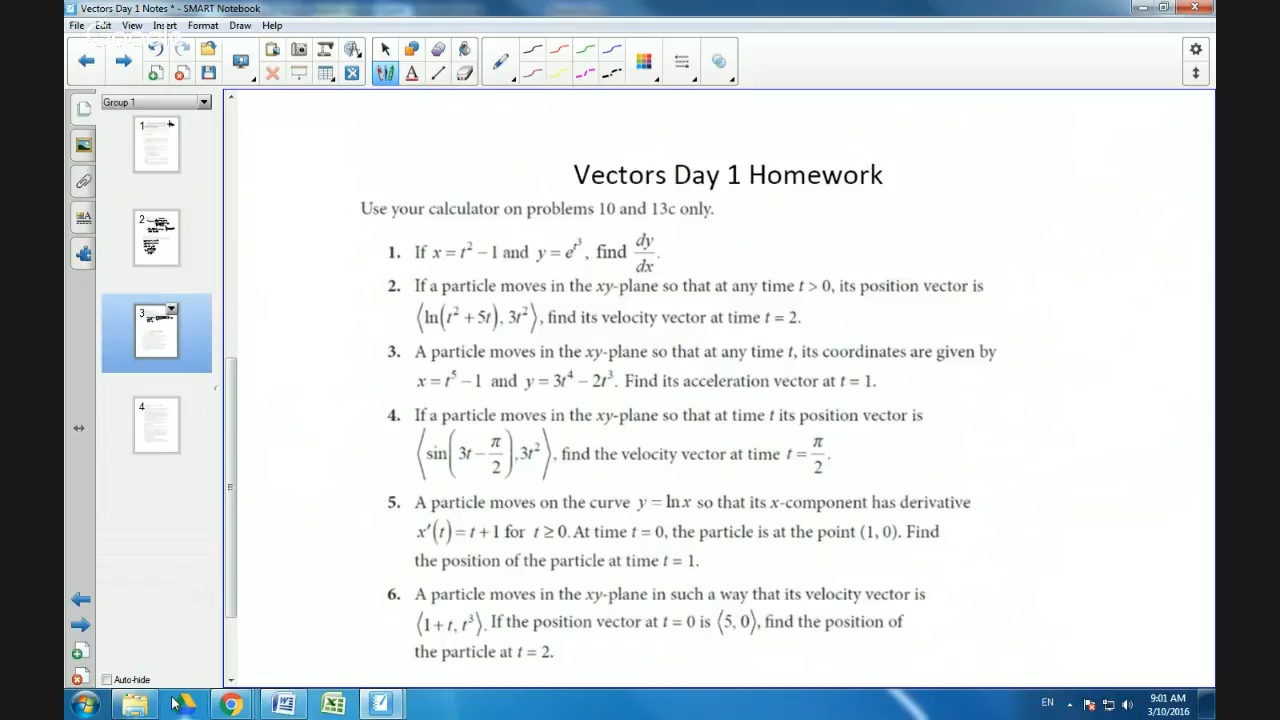 Vectors Day 1 Notes * - SMART Notebook
File Edit View Insert Format Draw Help
Group 1
1
2
3
4
Vectors Day 1 Homework
Use your calculator on problems 10 and 13c only.
1. If x = t² − 1 and y = e^{t³}, find dy/dx.
2. If a particle moves in the xy-plane so that at any time t > 0, its position vector is
⟨ln(t² + 5t), 3t²⟩, find its velocity vector at time t = 2.
3. A particle moves in the xy-plane so that at any time t, its coordinates are given by
x = t⁵ − 1 and y = 3t⁴ − 2t³. Find its acceleration vector at t = 1.
4. If a particle moves in the xy-plane so that at time t its position vector is
⟨sin(3t − π/2), 3t²⟩, find the velocity vector at time t = π/2.
5. A particle moves on the curve y = ln x so that its x-component has derivative
x′(t) = t + 1 for t ≥ 0. At time t = 0, the particle is at the point (1, 0). Find
the position of the particle at time t = 1.
6. A particle moves in the xy-plane in such a way that its velocity vector is
⟨1 + t, t³⟩. If the position vector at t = 0 is ⟨5, 0⟩, find the position of
the particle at t = 2.
Auto-hide
EN
9:01 AM
3/10/2016